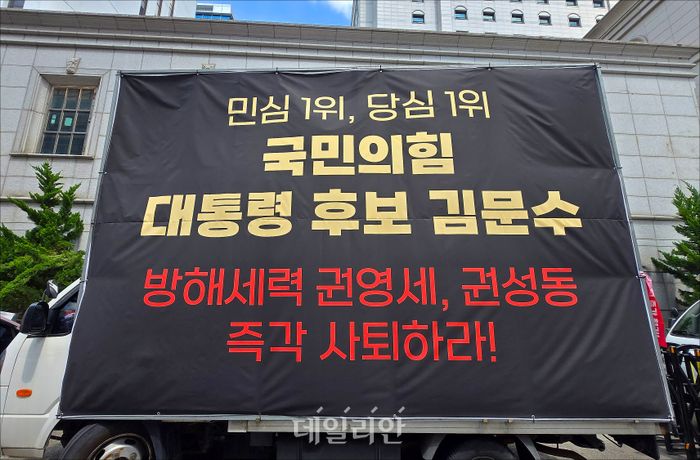 민심 1위, 당심 1위
국민의힘
대통령 후보 김문수
방해세력 권영세, 권성동
즉각 사퇴하라!
데일리안